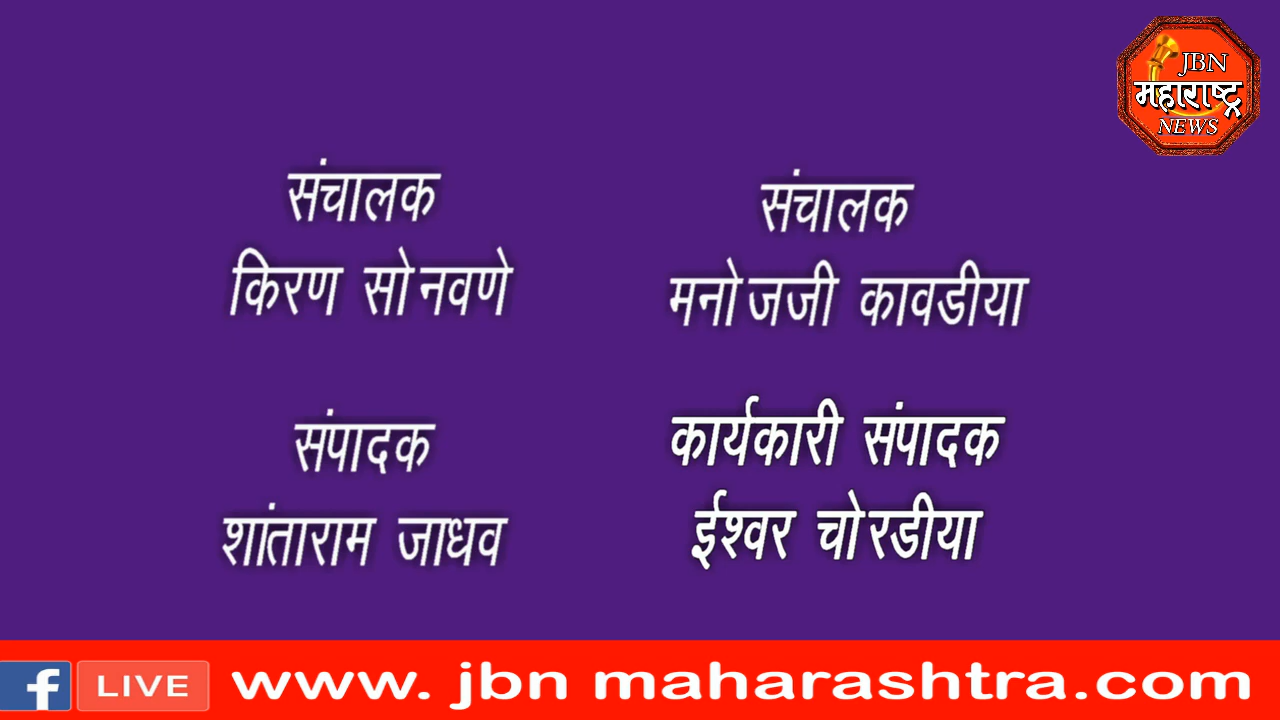 JBN
महाराष्ट्र
NEWS
संचालक
किरण सोनवणे
संचालक
मनोजजी कावडीया
संपादक
शांताराम जाधव
कार्यकारी संपादक
ईश्वर चोरडीया
f LIVE www. jbn maharashtra.com